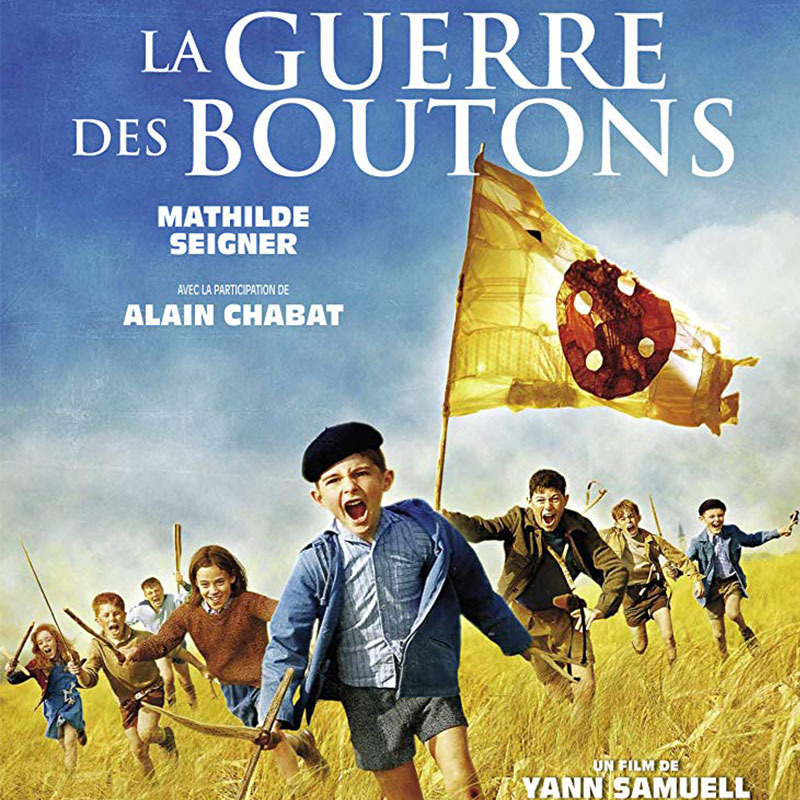 LA GUERRE
DES BOUTONS
MATHILDE
SEIGNER
AVEC LA PARTICIPATION DE
ALAIN CHABAT
UN FILM DE
YANN SAMUELL